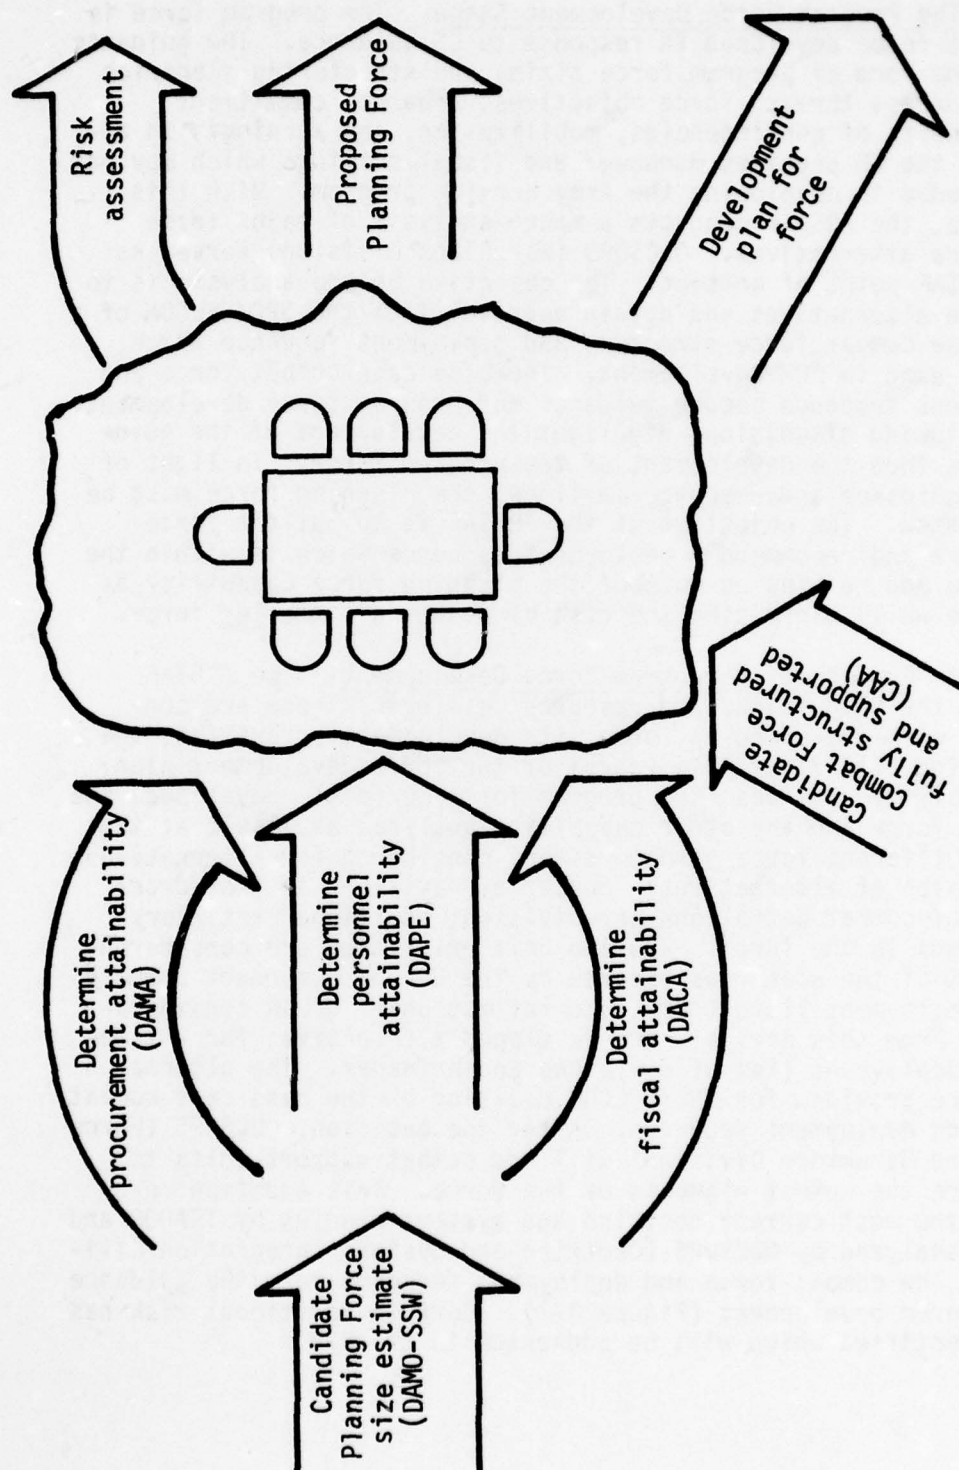 Candidate
Planning Force
size estimate
(DAMO-SSW)
Determine
procurement attainability
(DAMA)
Determine
personnel
attainability
(DAPE)
Determine
fiscal attainability
(DACA)
Candidate
Combat Force
fully structured
and supported
(CAA)
Risk
assessment
Proposed
Planning Force
Development
plan for
force